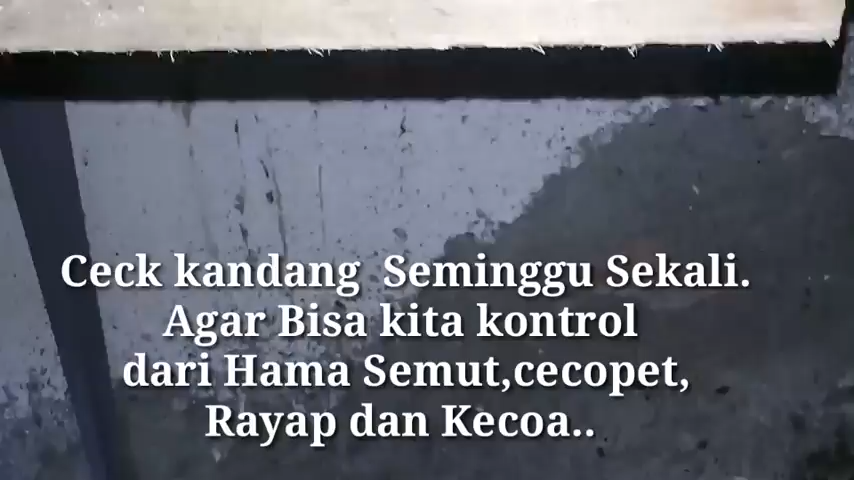 Ceck kandang Seminggu Sekali.
Agar Bisa kita kontrol
dari Hama Semut,cecopet,
Rayap dan Kecoa..